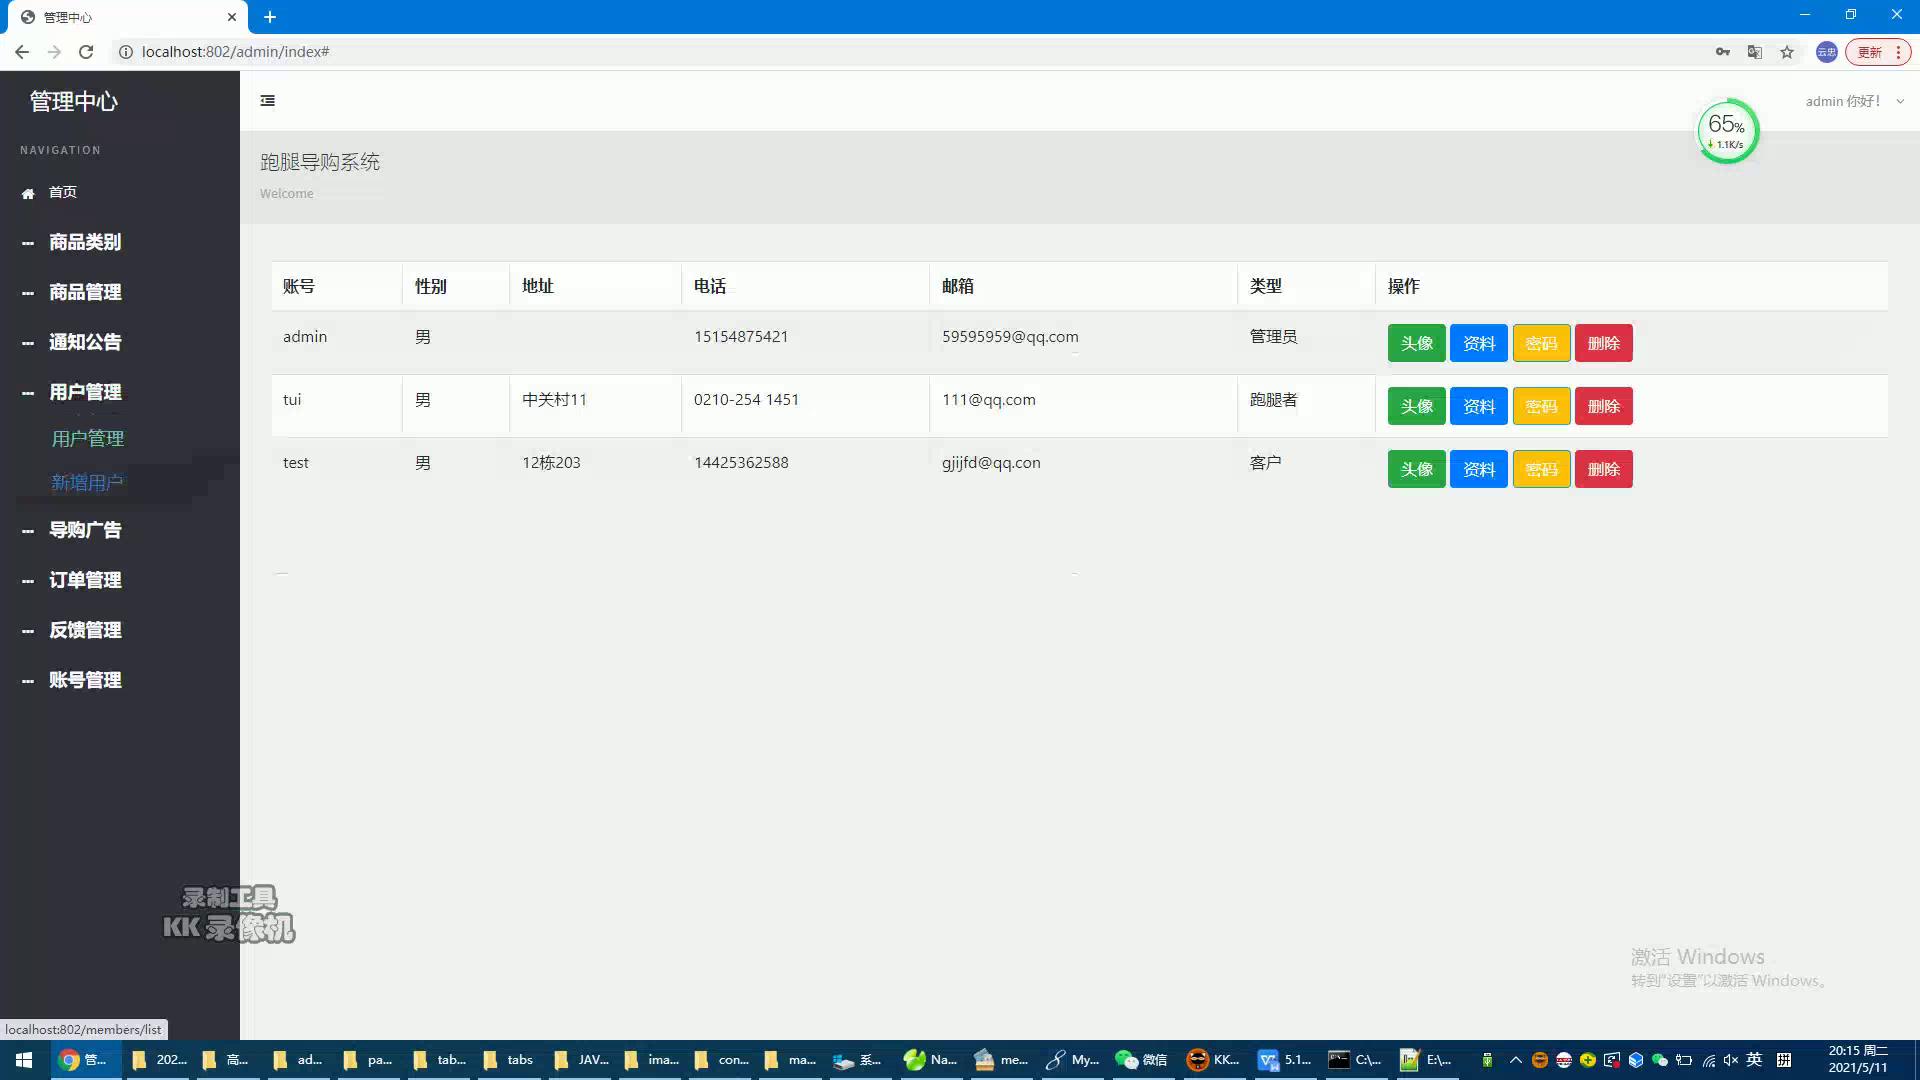 管理中心
localhost:802/admin/index#
云忠
更新
管理中心
admin 你好！
65%
1.1K/s
NAVIGATION
跑腿导购系统
Welcome
首页
商品类别
商品管理
通知公告
用户管理
用户管理
新增用户
导购广告
订单管理
反馈管理
账号管理
账号 性别 地址 电话 邮箱 类型 操作
admin 男 15154875421 59595959@qq.com 管理员 头像 资料 密码 删除
tui 男 中关村11 0210-254 1451 111@qq.com 跑腿者 头像 资料 密码 删除
test 男 12栋203 14425362588 gjijfd@qq.con 客户 头像 资料 密码 删除
录制工具
KK 录像机
激活 Windows
转到"设置"以激活 Windows。
localhost:802/members/list
管... 202... 高... ad... pa... tab... tabs JAV... ima... con... ma... 系... Na... me... My... 微信 KK... 5.1... C:\... E:\... 英 拼
20:15 周二
2021/5/11